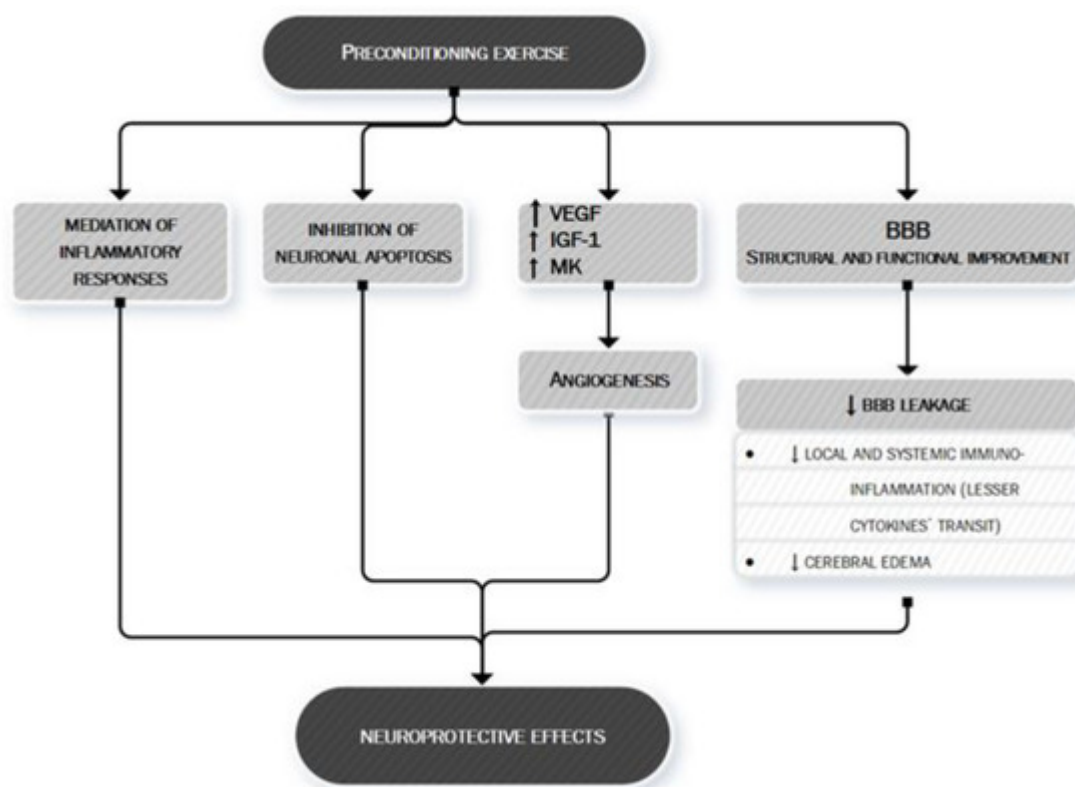 PRECONDITIONING EXERCISE
MEDIATION OF
INFLAMMATORY
RESPONSES
INHIBITION OF
NEURONAL APOPTOSIS
↑ VEGF
↑ IGF-1
↑ MK
ANGIOGENESIS
BBB
STRUCTURAL AND FUNCTIONAL IMPROVEMENT
↓ BBB LEAKAGE
• ↓ LOCAL AND SYSTEMIC IMMUNO-
INFLAMMATION (LESSER
CYTOKINES´ TRANSIT)
• ↓ CEREBRAL EDEMA
NEUROPROTECTIVE EFFECTS